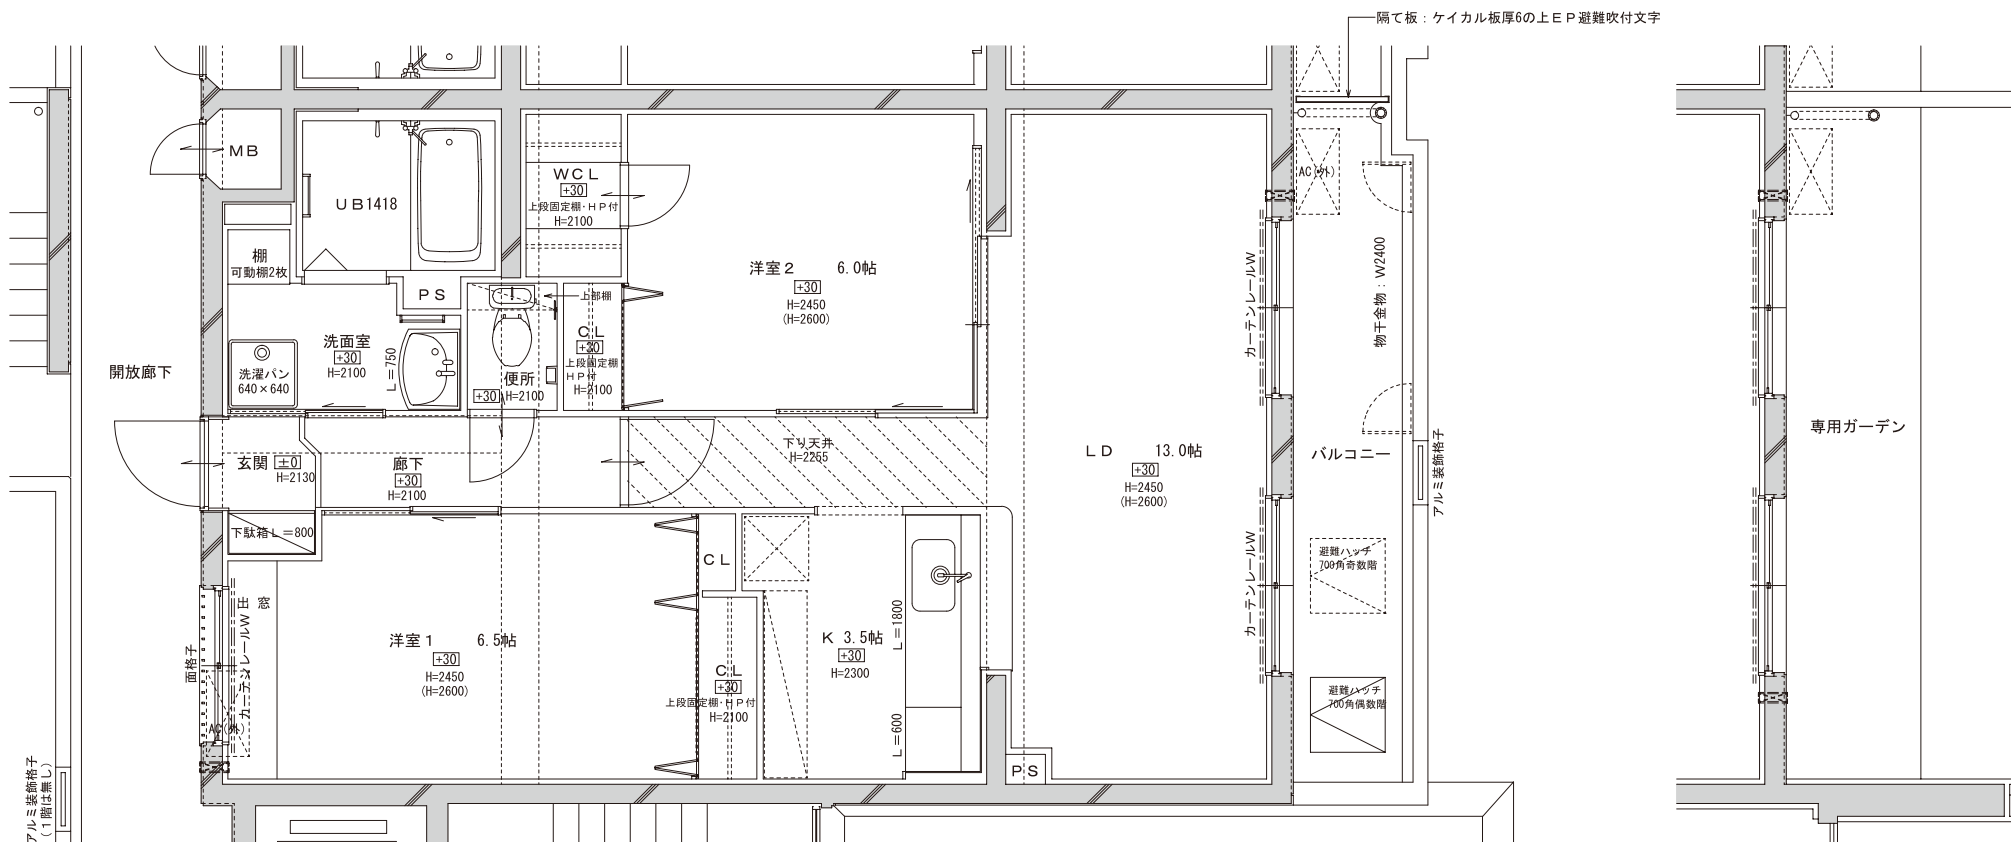 隔て板：ケイカル板厚6の上ＥＰ避難吹付文字
ＭＢ
ＵＢ1418
ＷＣＬ
+30
上段固定棚・ＨＰ付
H=2100
AC(外)
物干金物：W2400
カーテンレールW
棚
可動棚2枚
ＰＳ
上部棚
洋室２ 6.0帖
+30
H=2450
(H=2600)
洗面室
+30
H=2100
L=750
洗濯パン
640×640
便所
+30
H=2100
ＣＬ
+30
上段固定棚
ＨＰ付
H=2100
開放廊下
玄関 ±0
H=2130
廊下
+30
H=2100
下り天井
H=2255
ＬＤ 13.0帖
+30
H=2450
(H=2600)
バルコニー
アルミ装飾格子
専用ガーデン
下駄箱Ｌ＝800
ＣＬ
出窓
カーテンレールW
面格子
AC(外)
洋室１ 6.5帖
+30
H=2450
(H=2600)
ＣＬ
+30
上段固定棚・ＨＰ付
H=2100
Ｋ 3.5帖
+30
H=2300
L=1800
L=600
カーテンレールW
避難ハッチ
700角奇数階
避難ハッチ
700角偶数階
ＰＳ
アルミ装飾格子
（１階は無し）